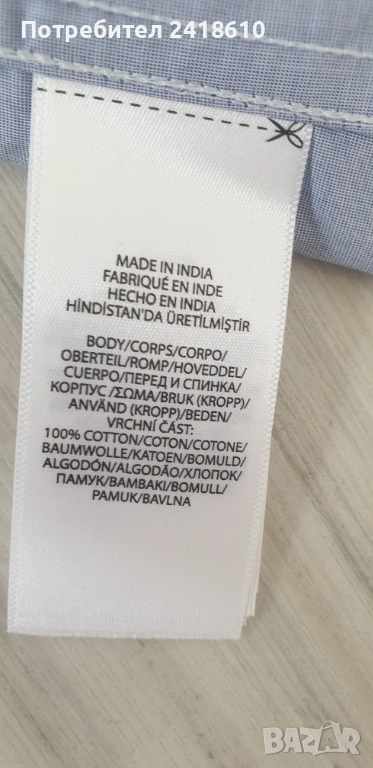 Потребител 2418610
MADE IN INDIA
FABRIQUÉ EN INDE
HECHO EN INDIA
HİNDİSTAN'DA ÜRETİLMİŞTİR
BODY/CORPS/CORPO/
OBERTEIL/ROMP/HOVEDDEL/
CUERPO/ПЕРЕД И СПИНКА/
КОРПУС /ΣΩΜΑ/BRUK (KROPP)/
ANVÄND (KROPP)/BEDEN/
VRCHNÍ ČÁST:
100% COTTON/COTON/COTONE/
BAUMWOLLE/KATOEN/BOMULD/
ALGODÓN/ALGODÃO/ХЛОПОК/
ПАМУК/ΒΑΜΒΑΚΙ/BOMULL/
PAMUK/BAVLNA
BAZAR